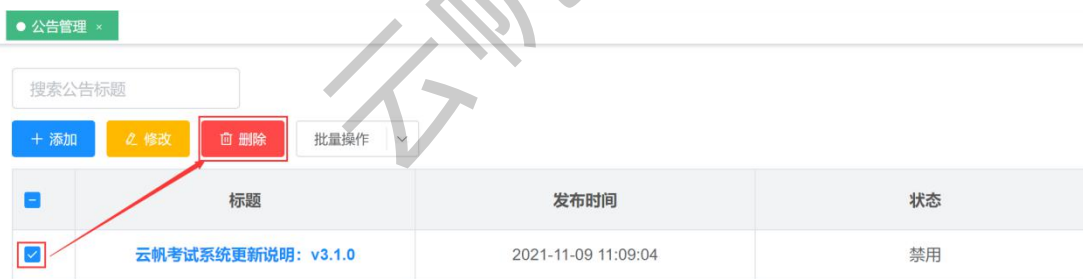 公告管理 ×
搜索公告标题
+ 添加 修改 删除 批量操作
标题 发布时间 状态
云帆考试系统更新说明：v3.1.0 2021-11-09 11:09:04 禁用
云帆